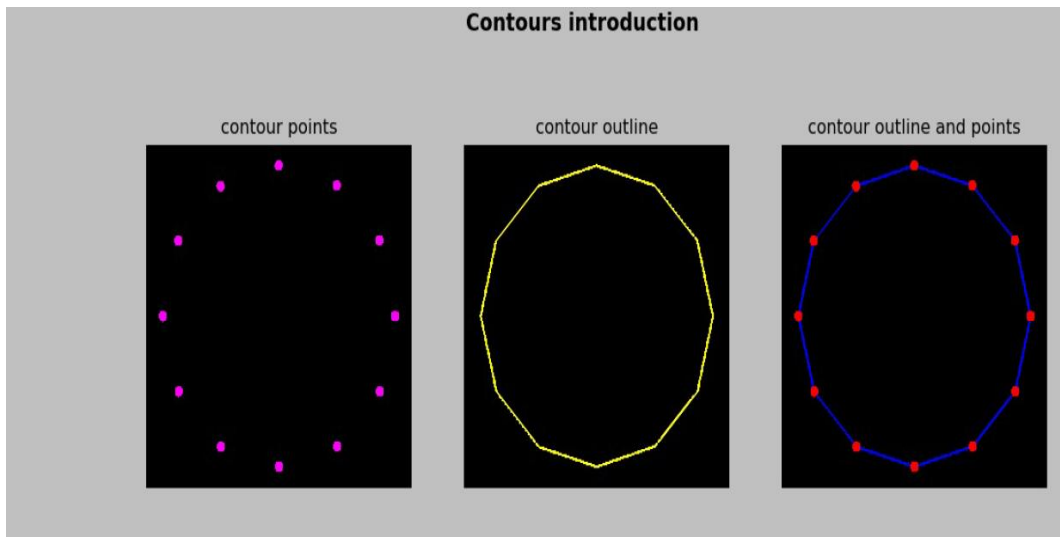 Contours introduction
contour points
contour outline
contour outline and points